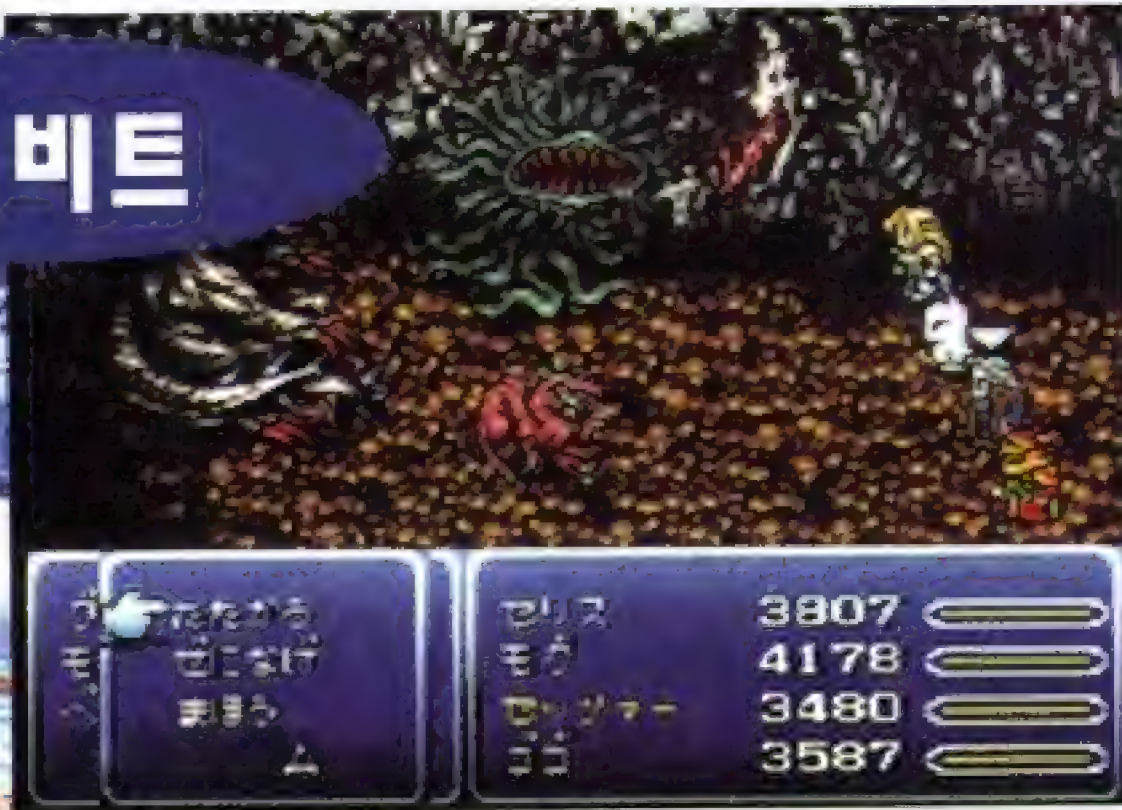 비트
たたかう
ぜになげ
まほう
セリス 3807
モグ 4178
セッツァー 3480
ゴゴ 3587